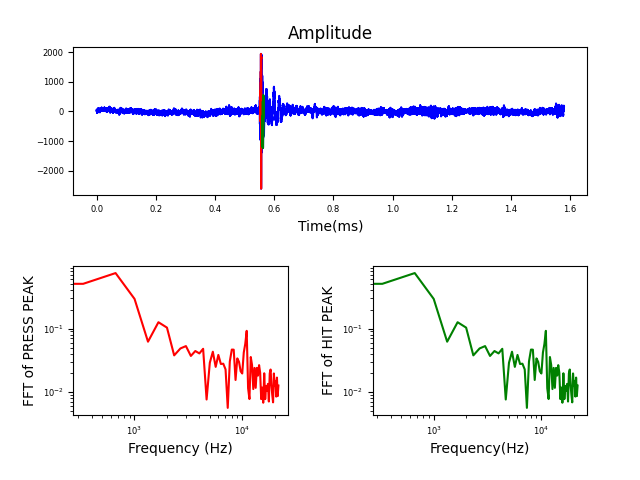 Amplitude
2000
1000
0
−1000
−2000
0.0 0.2 0.4 0.6 0.8 1.0 1.2 1.4 1.6
Time(ms)
FFT of PRESS PEAK
10⁻¹
10⁻²
10³ 10⁴
Frequency (Hz)
FFT of HIT PEAK
10⁻¹
10⁻²
10³ 10⁴
Frequency(Hz)